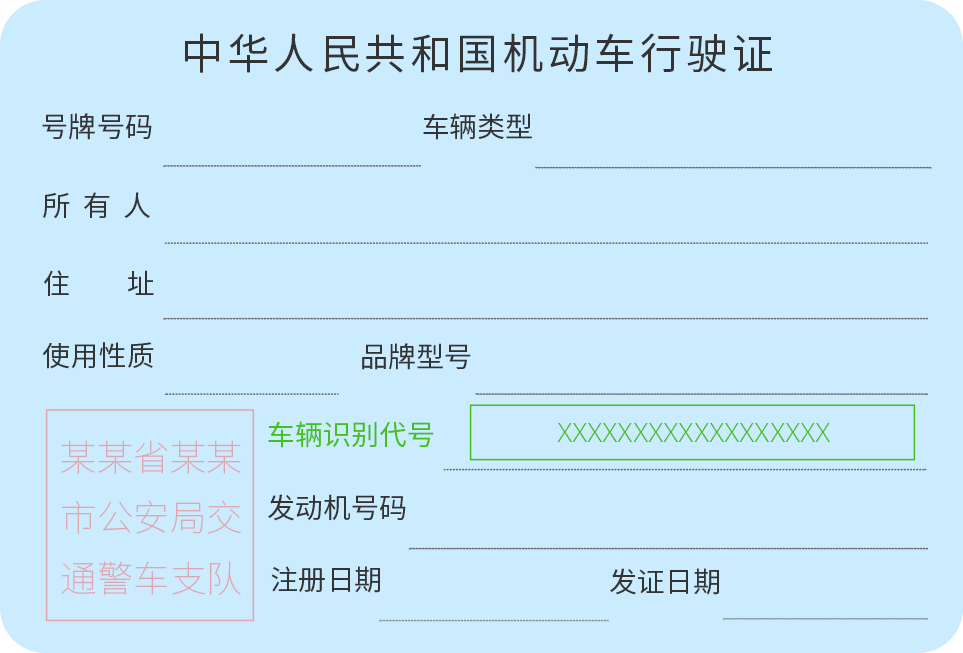 中华人民共和国机动车行驶证
号牌号码 车辆类型
所有人
住 址
使用性质 品牌型号
车辆识别代号 XXXXXXXXXXXXXXXXXX
发动机号码
注册日期 发证日期
某某省某某
市公安局交
通警车支队